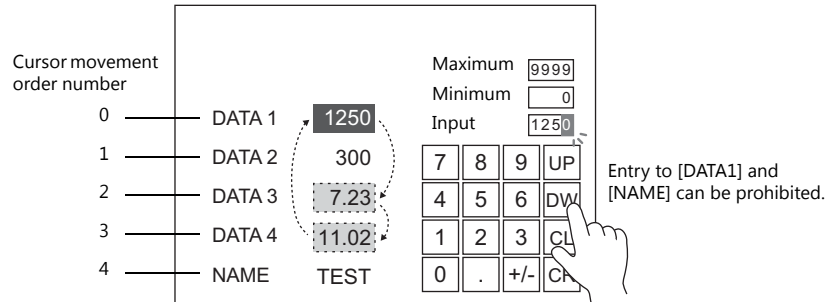 Cursor movement
order number
0 DATA 1 1250
1 DATA 2 300
2 DATA 3 7.23
3 DATA 4 11.02
4 NAME TEST
Maximum 9999
Minimum 0
Input 1250
7 8 9 UP
4 5 6 DW
1 2 3 CL
0 . +/- CR
Entry to [DATA1] and
[NAME] can be prohibited.